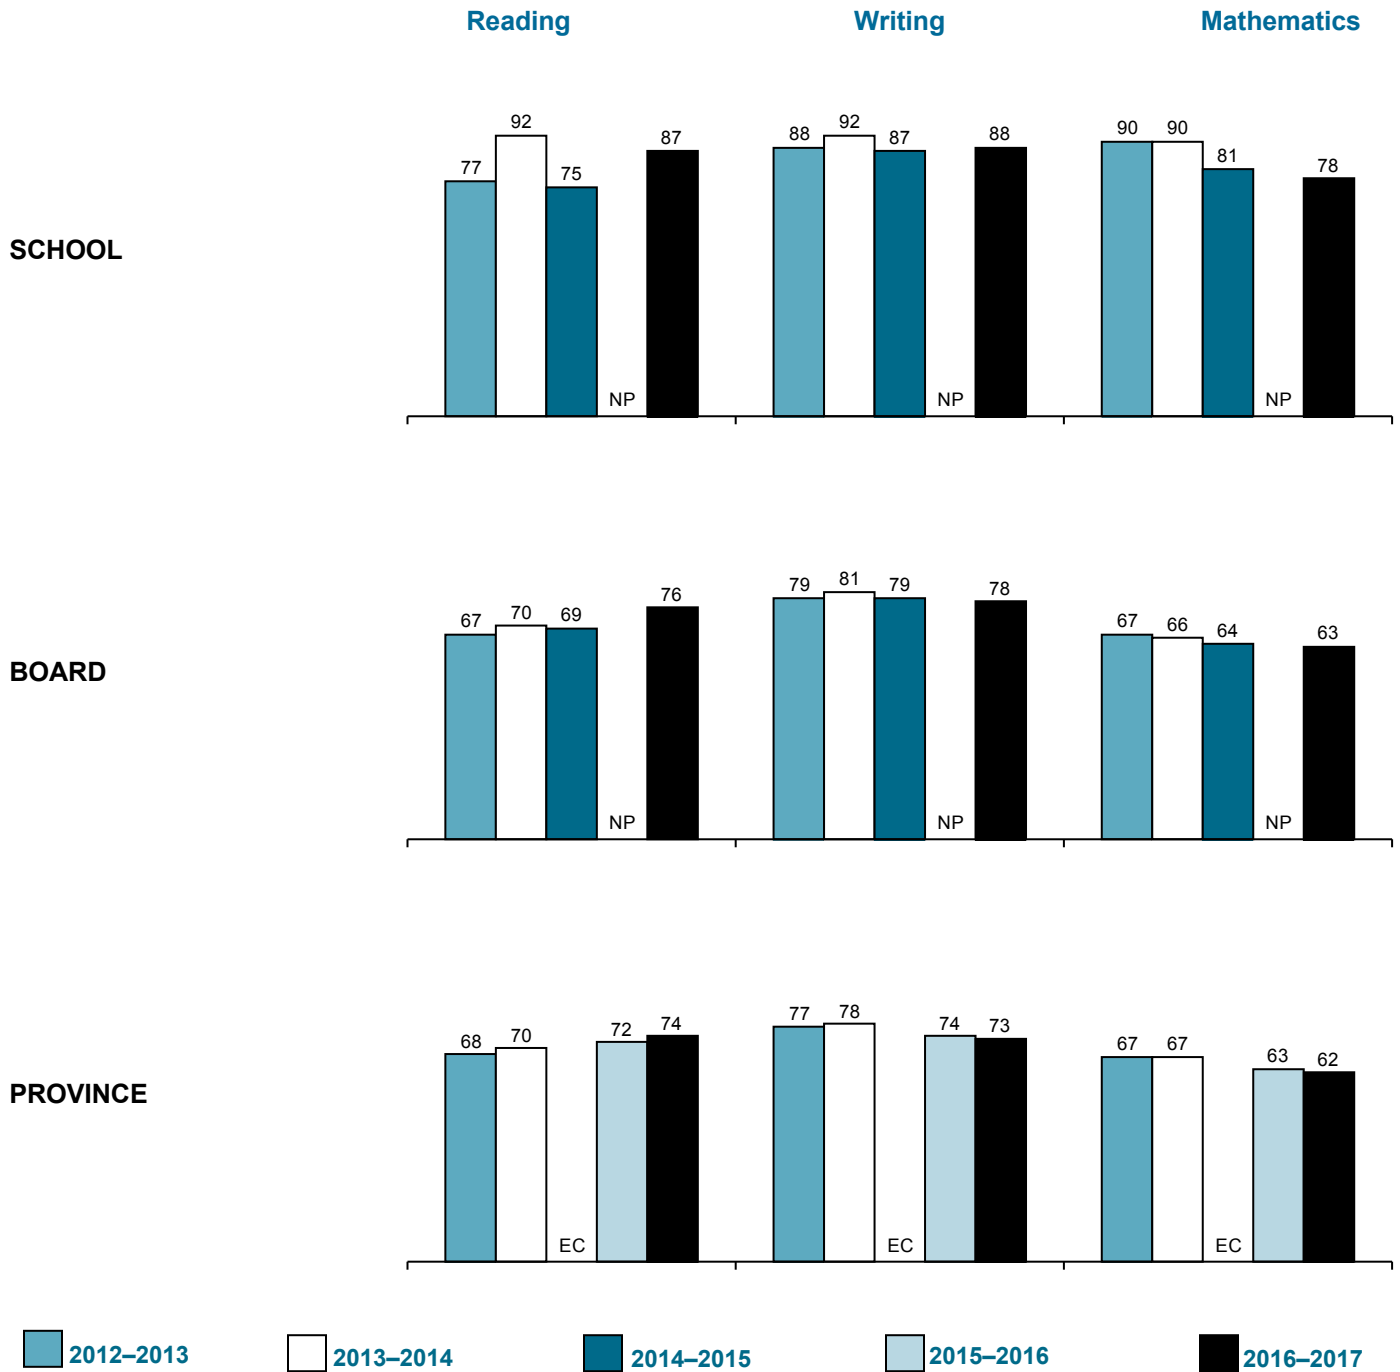 Reading Writing Mathematics
SCHOOL
77 92 75 NP 87 88 92 87 NP 88 90 90 81 NP 78
BOARD
67 70 69 NP 76 79 81 79 NP 78 67 66 64 NP 63
PROVINCE
68 70 EC 72 74 77 78 EC 74 73 67 67 EC 63 62
2012–2013 2013–2014 2014–2015 2015–2016 2016–2017